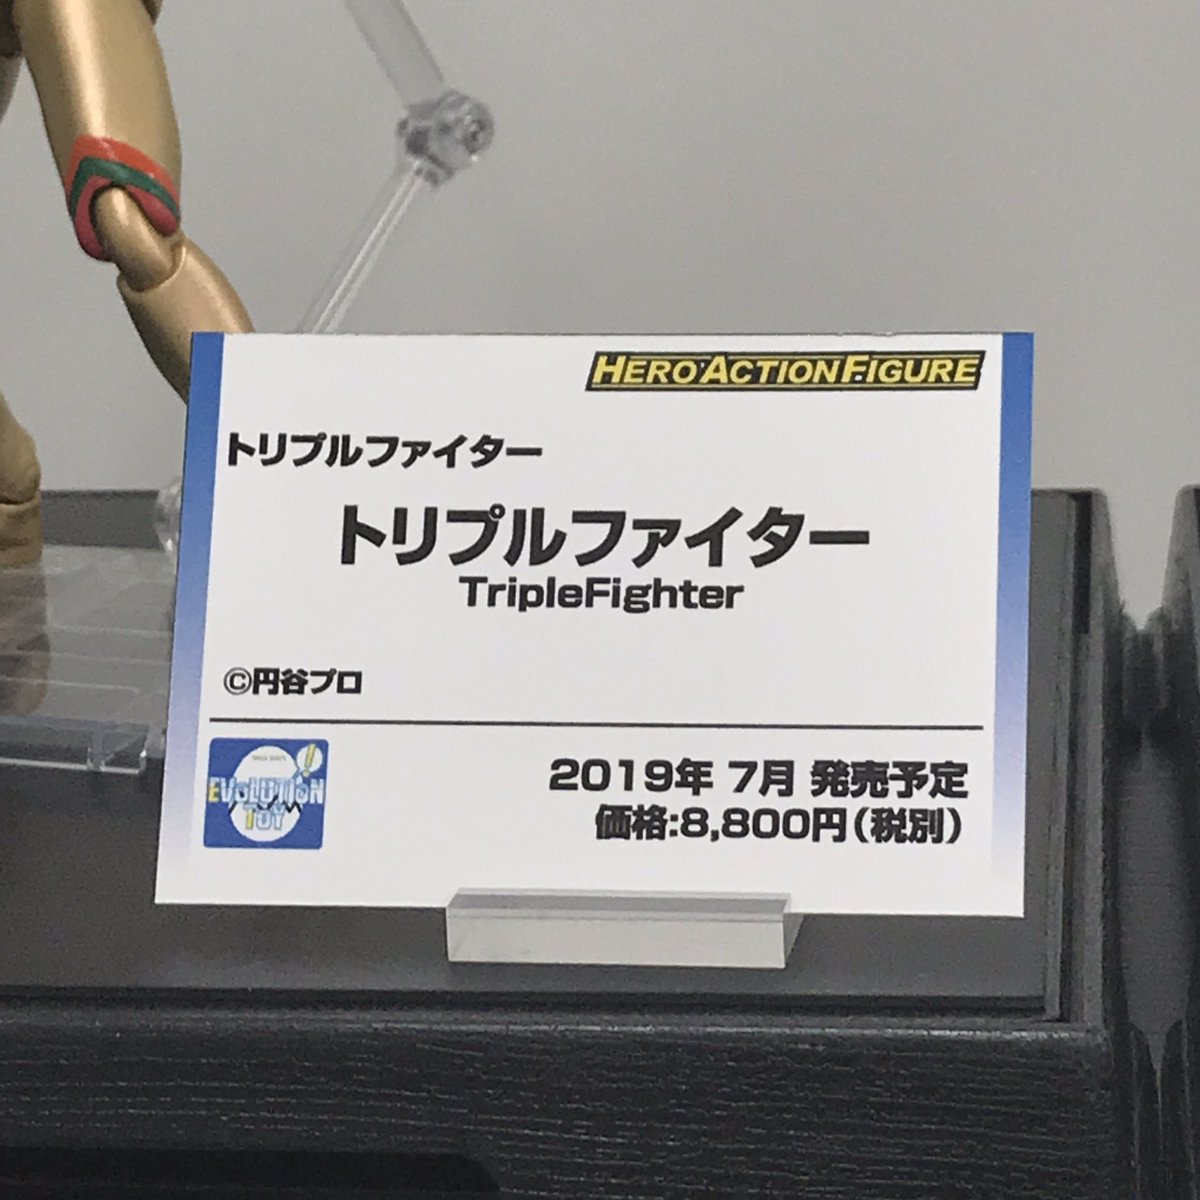 HERO ACTION FIGURE
トリプルファイター
トリプルファイター
TripleFighter
©円谷プロ
EVOLUTION
TOY
2019年 7月 発売予定
価格:8,800円(税別)